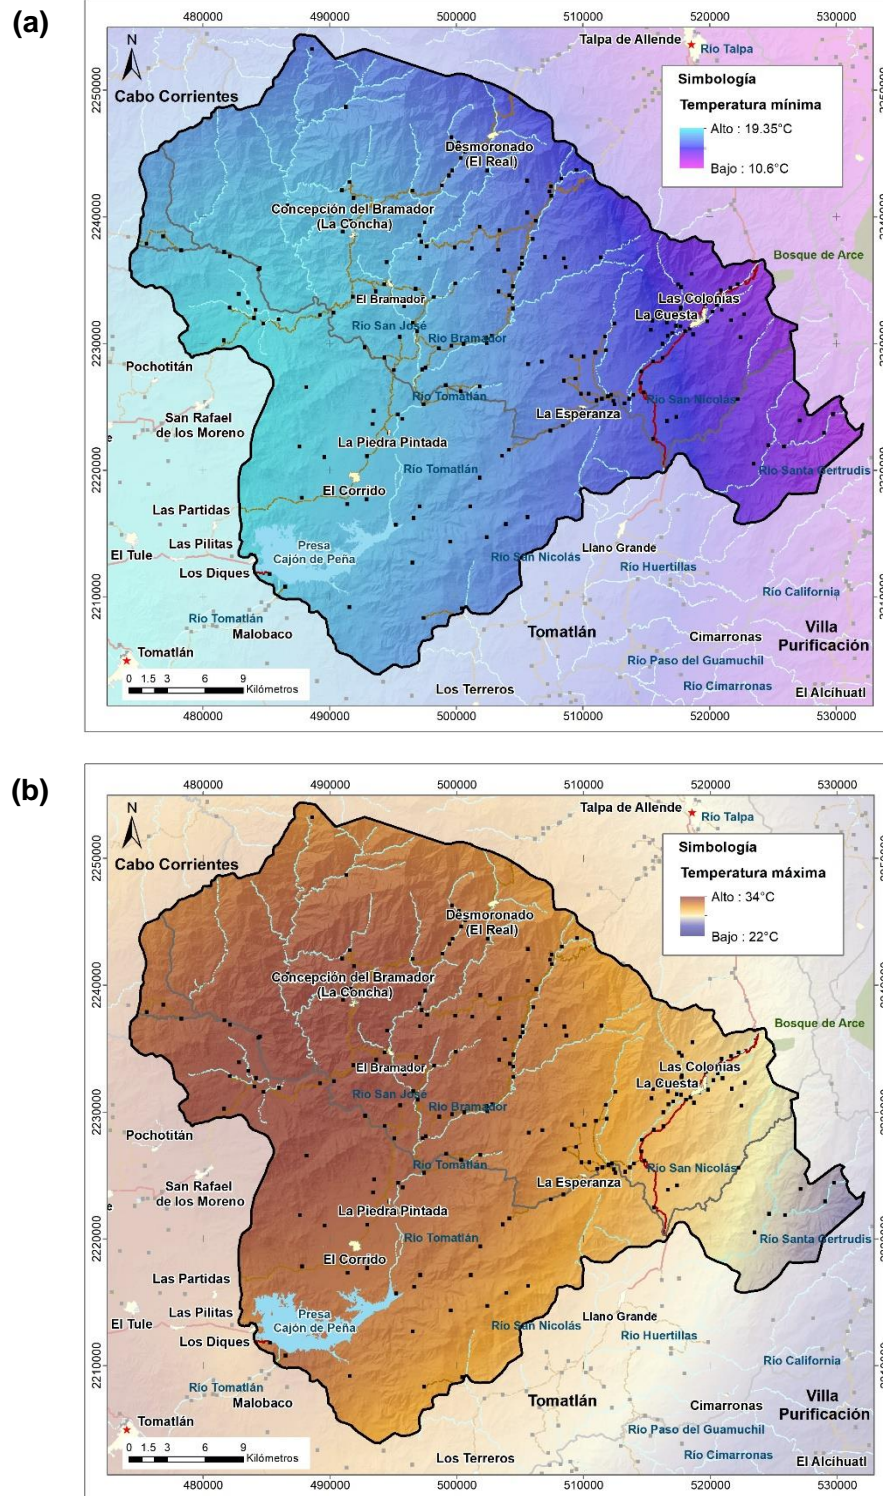 (a)
480000
490000
500000
510000
520000
530000
Talpa de Allende
Río Talpa
N
Cabo Corrientes
Simbología
Temperatura mínima
Alto : 19.35°C
Bajo : 10.6°C
2250000
2240000
2230000
2220000
2210000
Desmoronado
(El Real)
Concepción del Bramador
(La Concha)
Bosque de Arce
Las Colonias
La Cuesta
El Bramador
Río San José
Río Bramador
Pochotitán
Río Tomatlán
Río San Nicolás
La Esperanza
San Rafael
de los Moreno
La Piedra Pintada
Río Tomatlán
Río Santa Gertrudis
El Corrido
Las Partidas
Las Pilitas
El Tule
Presa
Cajón de Peña
Los Diques
Río San Nicolás
Llano Grande
Río Huertillas
Río California
Río Tomatlán
Malobaco
Tomatlán
Tomatlán
Cimarronas
Villa
Purificación
Río Paso del Guamuchil
Río Cimarronas
El Alcihuatl
Los Terreros
0 1.5 3 6 9
Kilómetros
480000
490000
500000
510000
520000
530000
(b)
480000
490000
500000
510000
520000
530000
Talpa de Allende
Río Talpa
N
Cabo Corrientes
Simbología
Temperatura máxima
Alto : 34°C
Bajo : 22°C
2250000
2240000
2230000
2220000
2210000
Desmoronado
(El Real)
Concepción del Bramador
(La Concha)
Bosque de Arce
Las Colonias
La Cuesta
El Bramador
Río San José
Río Bramador
Pochotitán
Río Tomatlán
Río San Nicolás
La Esperanza
San Rafael
de los Moreno
La Piedra Pintada
Río Tomatlán
Río Santa Gertrudis
El Corrido
Las Partidas
Las Pilitas
El Tule
Presa
Cajón de Peña
Los Diques
Río San Nicolás
Llano Grande
Río Huertillas
Río California
Río Tomatlán
Malobaco
Tomatlán
Tomatlán
Cimarronas
Villa
Purificación
Río Paso del Guamuchil
Río Cimarronas
El Alcihuatl
Los Terreros
0 1.5 3 6 9
Kilómetros
480000
490000
500000
510000
520000
530000